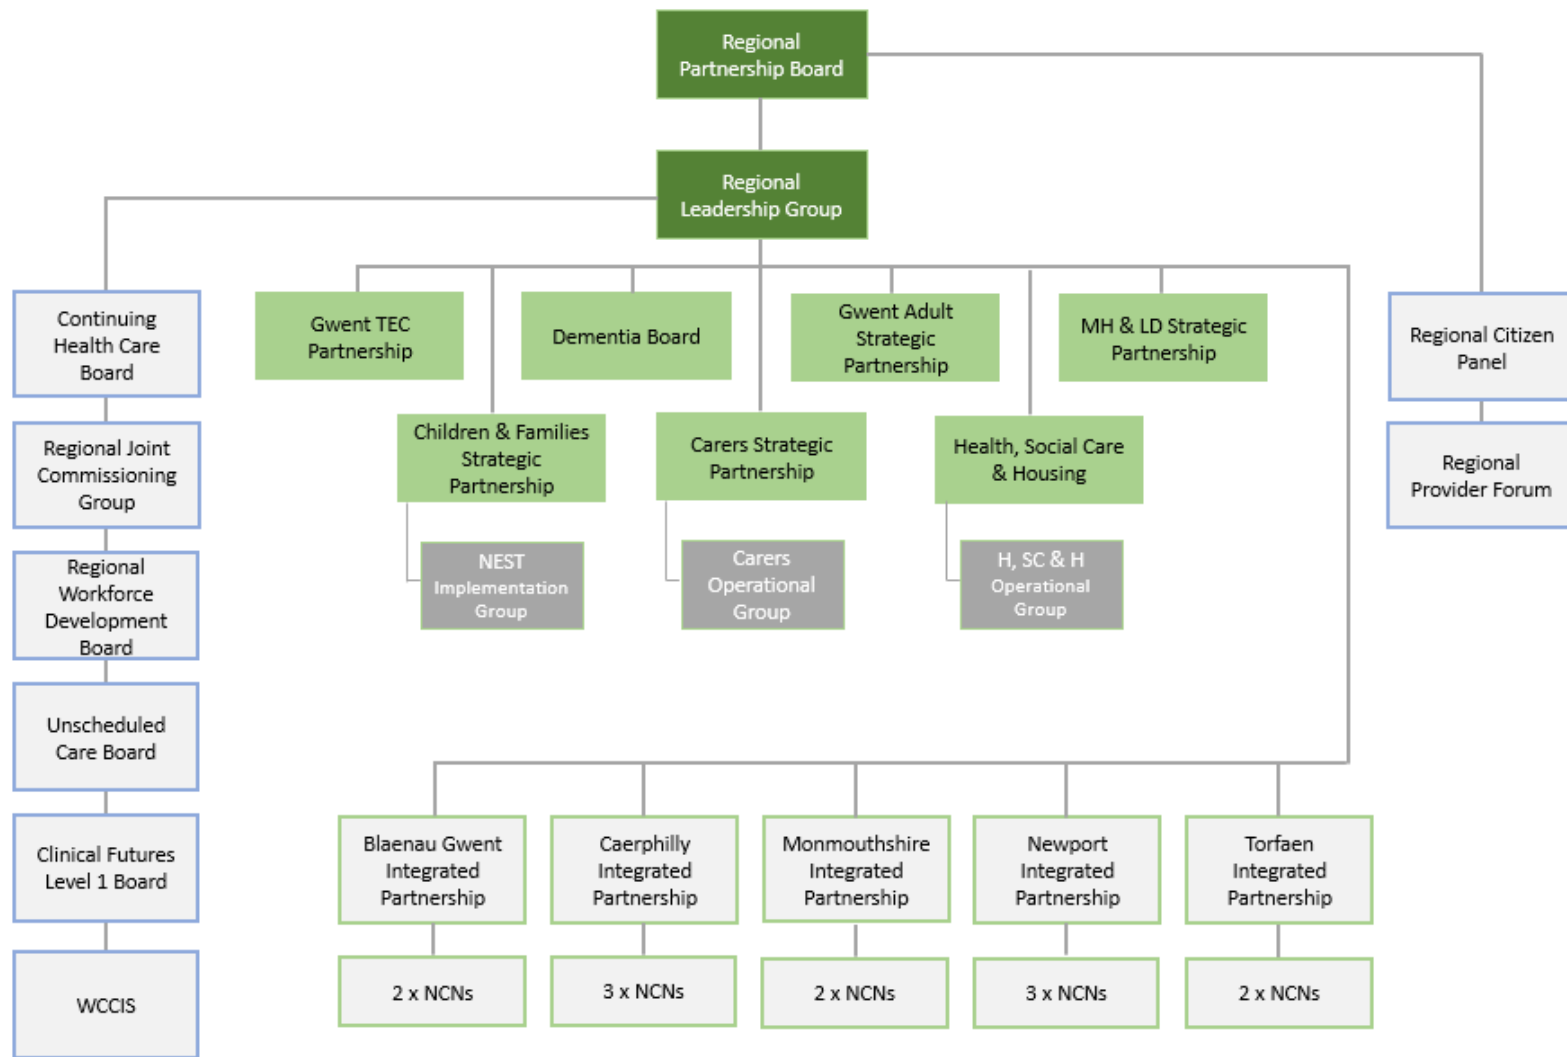 Regional
Partnership Board
Regional
Leadership Group
Continuing
Health Care
Board
Regional Joint
Commissioning
Group
Regional
Workforce
Development
Board
Unscheduled
Care Board
Clinical Futures
Level 1 Board
WCCIS
Gwent TEC
Partnership
Dementia Board
Gwent Adult
Strategic
Partnership
MH & LD Strategic
Partnership
Children & Families
Strategic
Partnership
Carers Strategic
Partnership
Health, Social Care
& Housing
NEST
Implementation
Group
Carers
Operational
Group
H, SC & H
Operational
Group
Regional Citizen
Panel
Regional
Provider Forum
Blaenau Gwent
Integrated
Partnership
Caerphilly
Integrated
Partnership
Monmouthshire
Integrated
Partnership
Newport
Integrated
Partnership
Torfaen
Integrated
Partnership
2 x NCNs
3 x NCNs
2 x NCNs
3 x NCNs
2 x NCNs